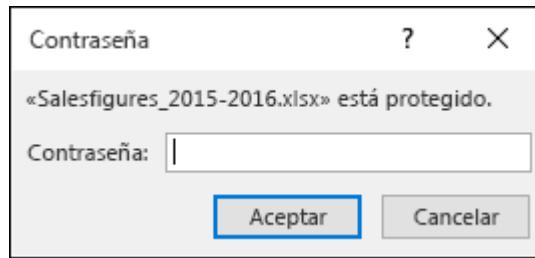 Contraseña ?
«Salesfigures_2015-2016.xlsx» está protegido.
Contraseña:
Aceptar Cancelar